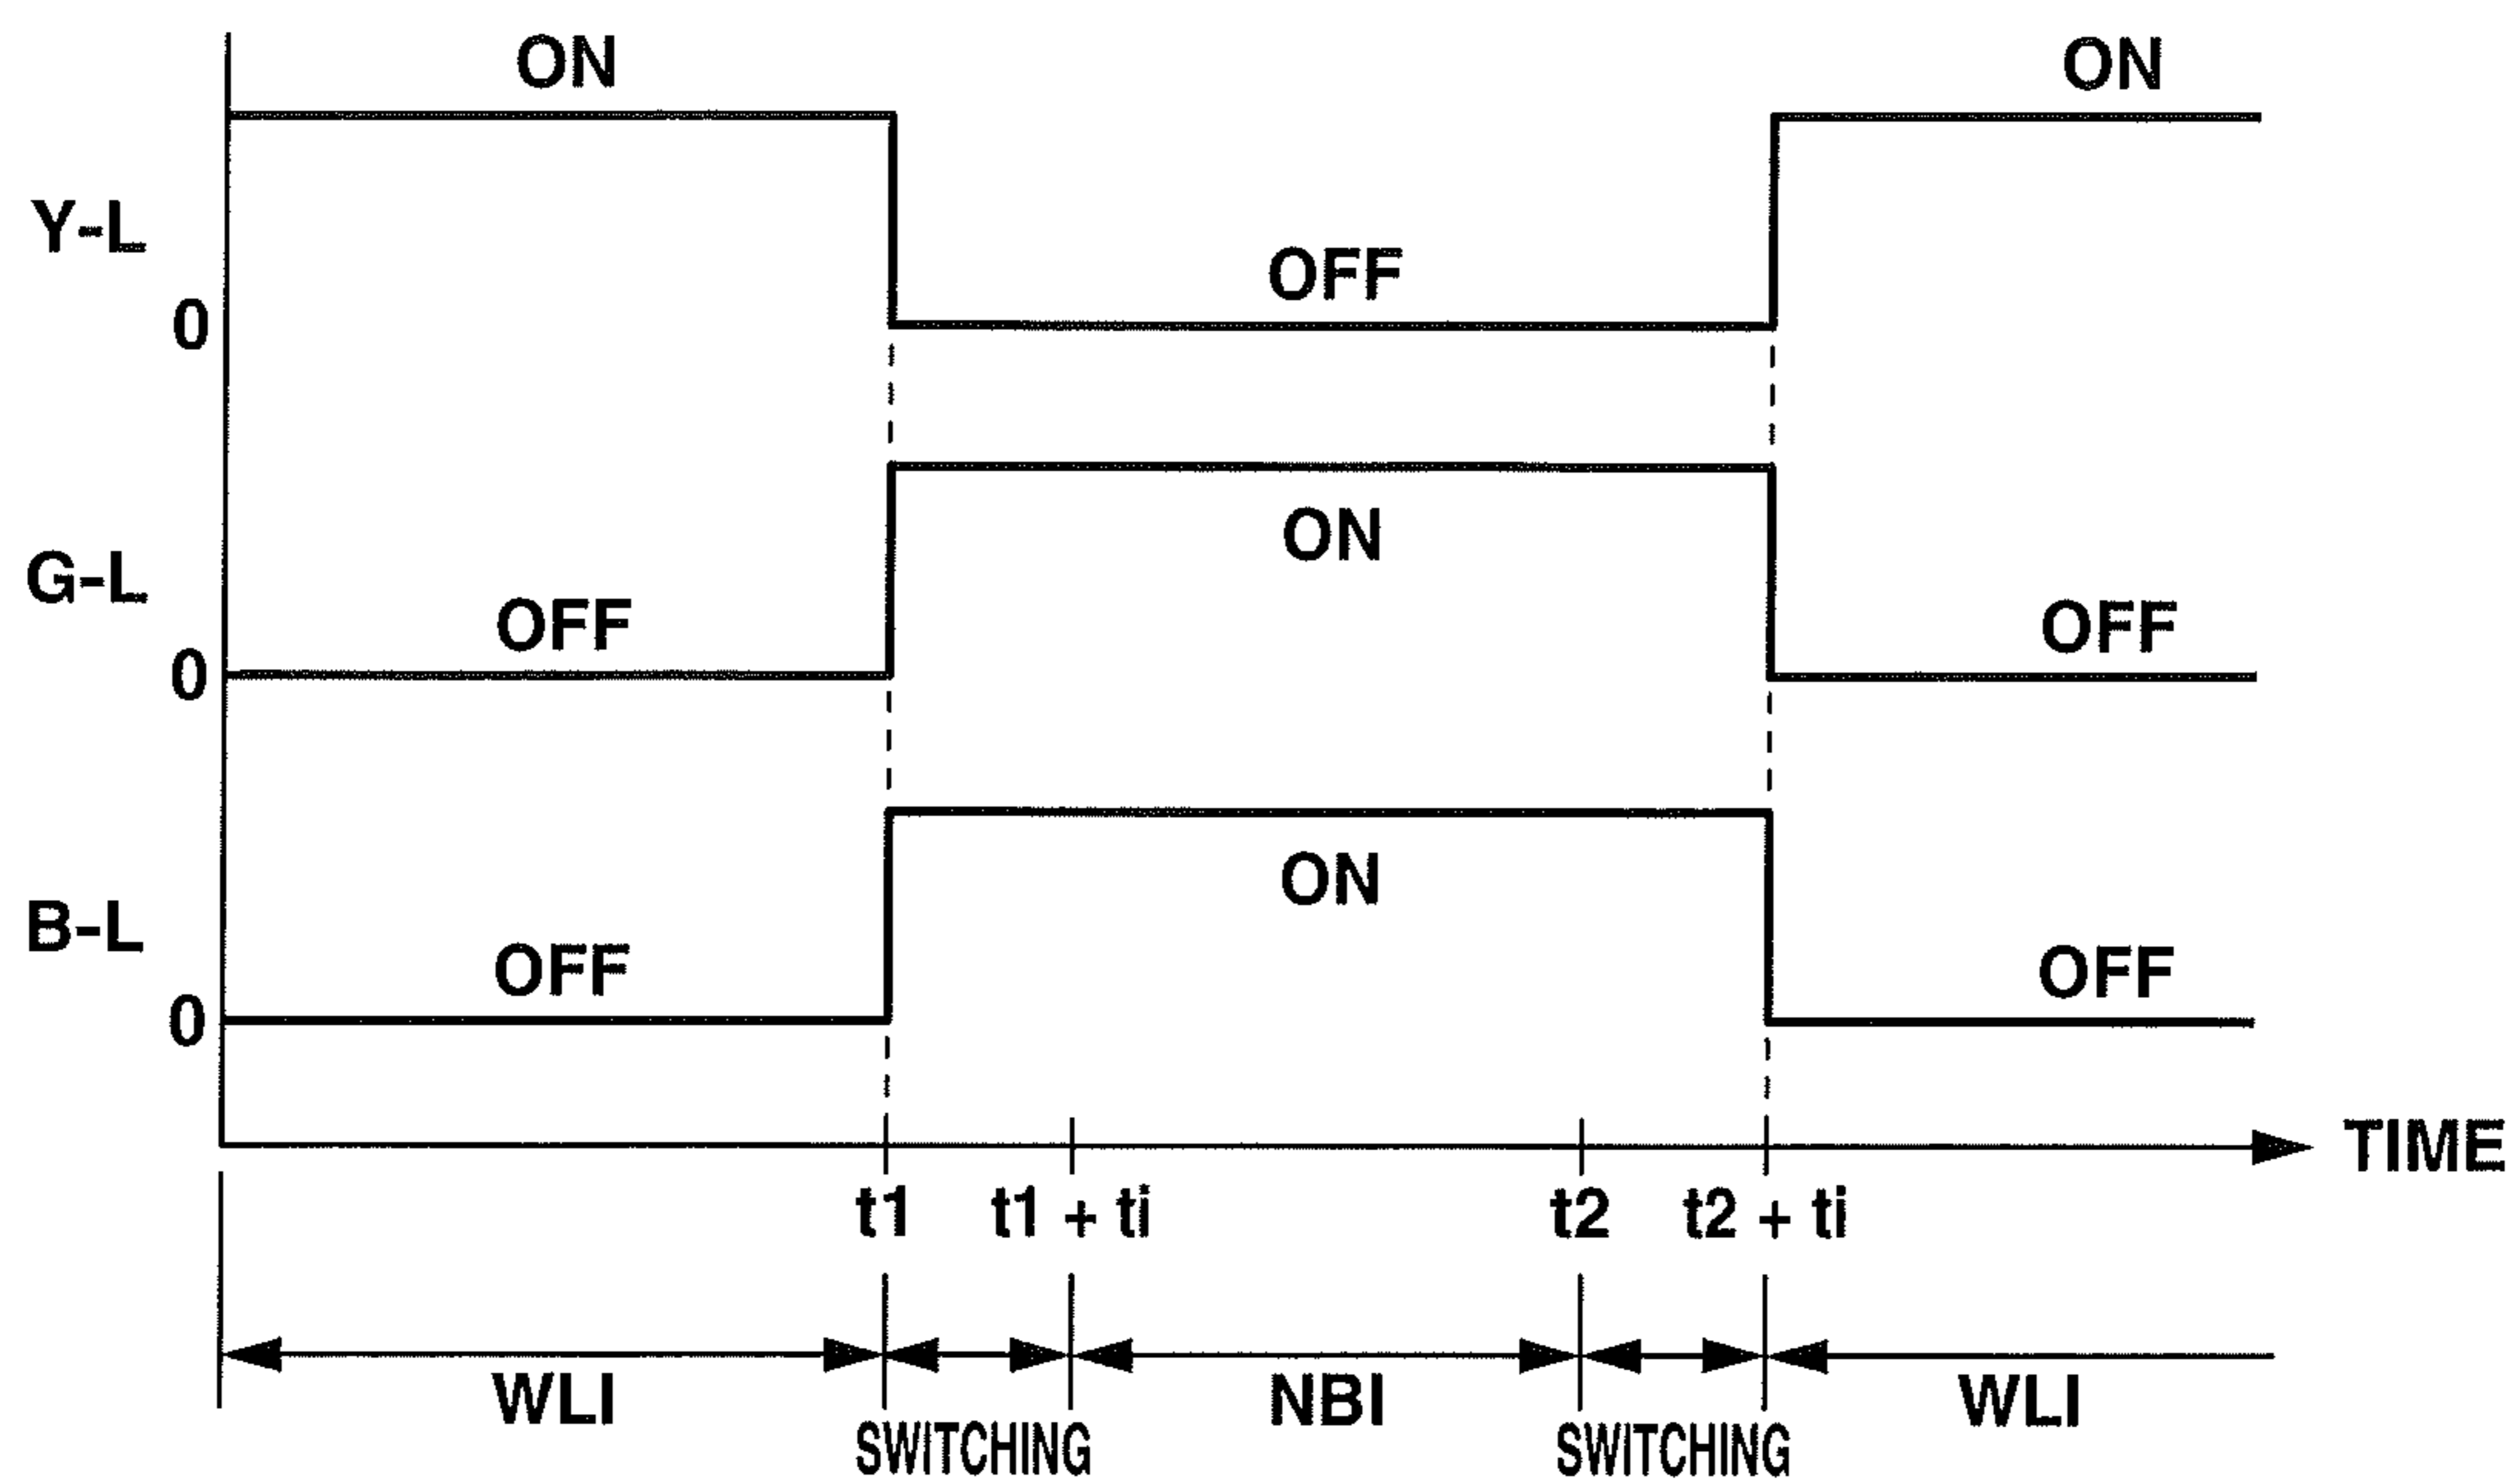 ON
ON
Y-L
OFF
0
ON
G-L
OFF
OFF
0
ON
B-L
OFF
OFF
0
TIME
t1
t1 + ti
t2
t2 + ti
WLI
NBI
WLI
SWITCHING
SWITCHING